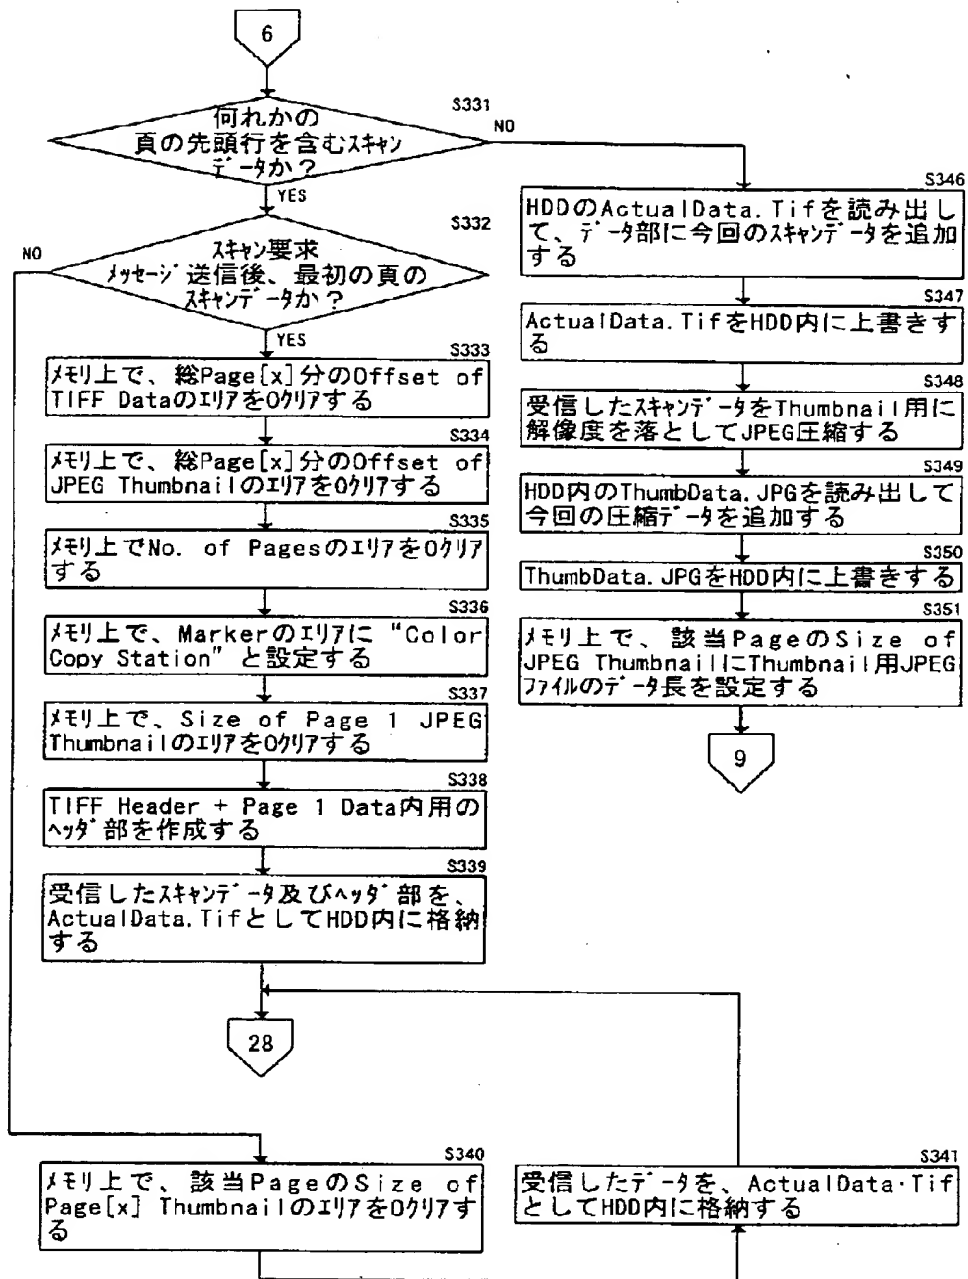 6
S331
何れかの
頁の先頭行を含むｽｷｬﾝ
ﾃﾞｰﾀか？
NO
YES
S332
ｽｷｬﾝ要求
ﾒｯｾｰｼﾞ送信後、最初の頁の
ｽｷｬﾝﾃﾞｰﾀか？
NO
YES
S333
ﾒﾓﾘ上で、総Page[x]分のOffset of
TIFF Dataのｴﾘｱを0ｸﾘｱする
S334
ﾒﾓﾘ上で、総Page[x]分のOffset of
JPEG Thumbnailのｴﾘｱを0ｸﾘｱする
S335
ﾒﾓﾘ上でNo. of Pagesのｴﾘｱを0ｸﾘｱ
する
S336
ﾒﾓﾘ上で、Markerのｴﾘｱに “Color
Copy Station” と設定する
S337
ﾒﾓﾘ上で、Size of Page 1 JPEG
Thumbnailのｴﾘｱを0ｸﾘｱする
S338
TIFF Header + Page 1 Data内用の
ﾍｯﾀﾞ部を作成する
S339
受信したｽｷｬﾝﾃﾞｰﾀ及びﾍｯﾀﾞ部を、
ActualData.TifとしてHDD内に格納
する
28
S340
ﾒﾓﾘ上で、該当PageのSize of
Page[x] Thumbnailのｴﾘｱを0ｸﾘｱす
る
S341
受信したﾃﾞｰﾀを、ActualData･Tif
としてHDD内に格納する
S346
HDDのActualData.Tifを読み出し
て、ﾃﾞｰﾀ部に今回のｽｷｬﾝﾃﾞｰﾀを追加
する
S347
ActualData.TifをHDD内に上書きす
る
S348
受信したｽｷｬﾝﾃﾞｰﾀをThumbnail用に
解像度を落としてJPEG圧縮する
S349
HDD内のThumbData.JPGを読み出して
今回の圧縮ﾃﾞｰﾀを追加する
S350
ThumbData.JPGをHDD内に上書きする
S351
ﾒﾓﾘ上で、該当PageのSize of
JPEG ThumbnailにThumbnail用JPEG
ﾌｧｲﾙのﾃﾞｰﾀ長を設定する
9